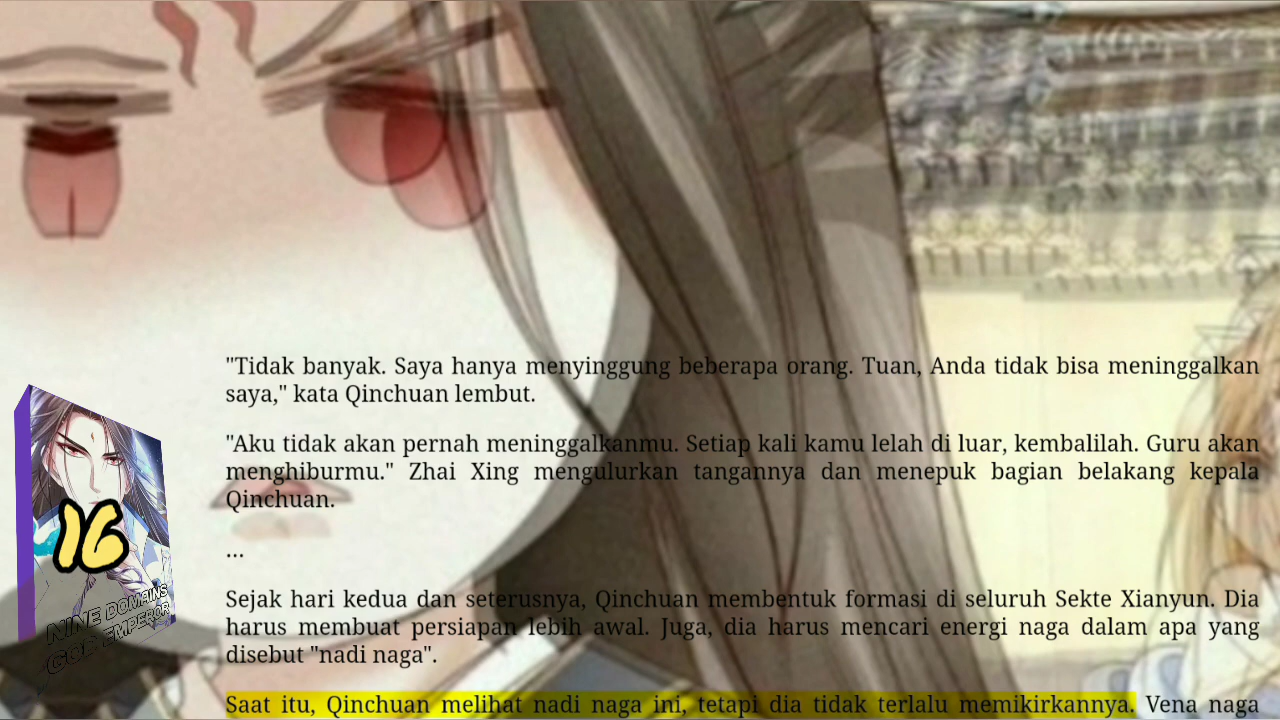 "Tidak banyak. Saya hanya menyinggung beberapa orang. Tuan, Anda tidak bisa meninggalkan
saya," kata Qinchuan lembut.
"Aku tidak akan pernah meninggalkanmu. Setiap kali kamu lelah di luar, kembalilah. Guru akan
menghiburmu." Zhai Xing mengulurkan tangannya dan menepuk bagian belakang kepala
Qinchuan.
...
Sejak hari kedua dan seterusnya, Qinchuan membentuk formasi di seluruh Sekte Xianyun. Dia
harus membuat persiapan lebih awal. Juga, dia harus mencari energi naga dalam apa yang
disebut "nadi naga".
Saat itu, Qinchuan melihat nadi naga ini, tetapi dia tidak terlalu memikirkannya. Vena naga
16
NINE DOMAINS
GOD EMPEROR